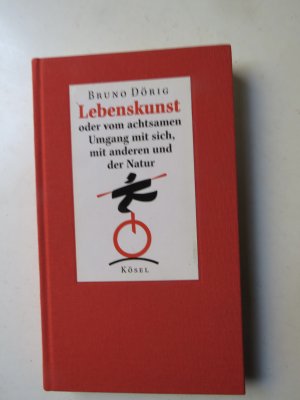 BRUNO DÖRIG
Lebenskunst
oder vom achtsamen
Umgang mit sich,
mit anderen und
der Natur
KÖSEL